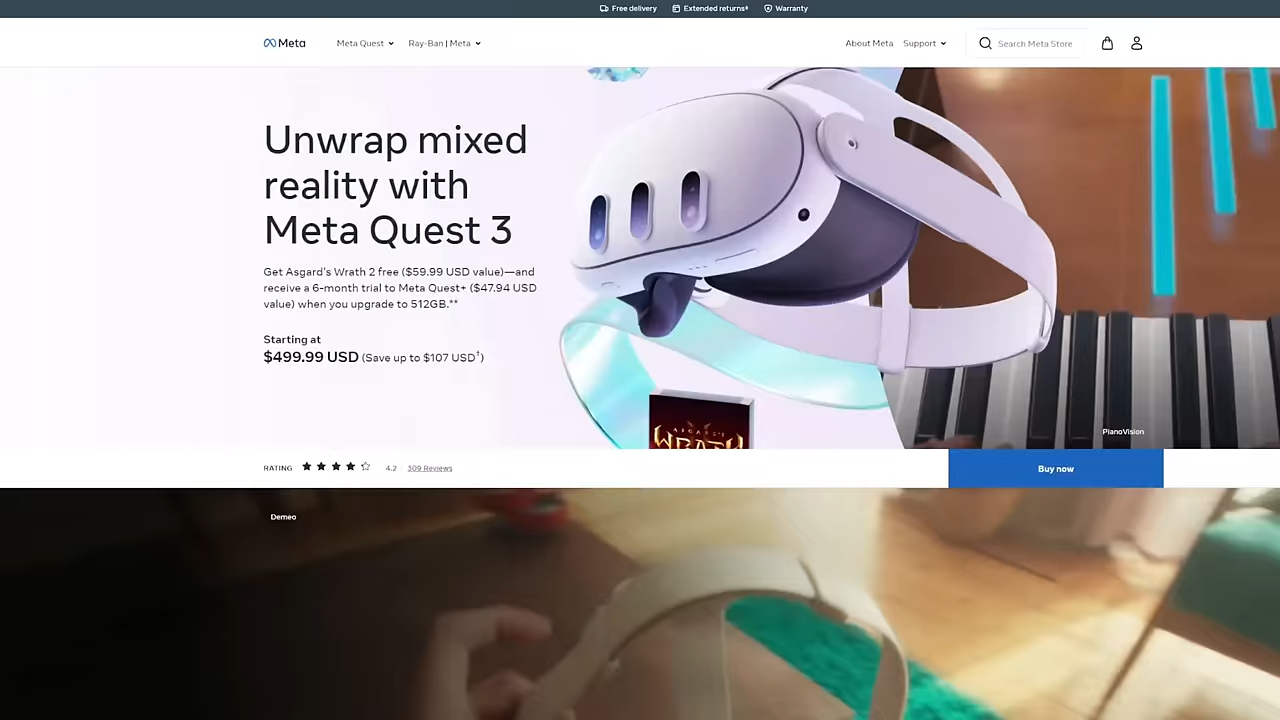 Free delivery Extended returns⁸ Warranty
Meta Meta Quest Ray-Ban | Meta About Meta Support Search Meta Store
Unwrap mixed
reality with
Meta Quest 3
Get Asgard's Wrath 2 free ($59.99 USD value)—and
receive a 6-month trial to Meta Quest+ ($47.94 USD
value) when you upgrade to 512GB.**
Starting at
$499.99 USD (Save up to $107 USD†)
ASGARD'S
WRATH
PianoVision
RATING 4.2 309 Reviews
Buy now
Demeo